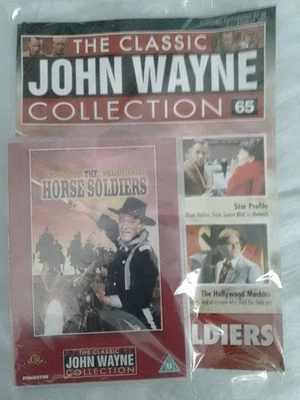 THE CLASSIC
JOHN WAYNE
COLLECTION 65
THE
HORSE SOLDIERS
Star Profile
The Hollywood Machine
LDIERS
THE CLASSIC
JOHN WAYNE
COLLECTION
DeAGOSTINI
U